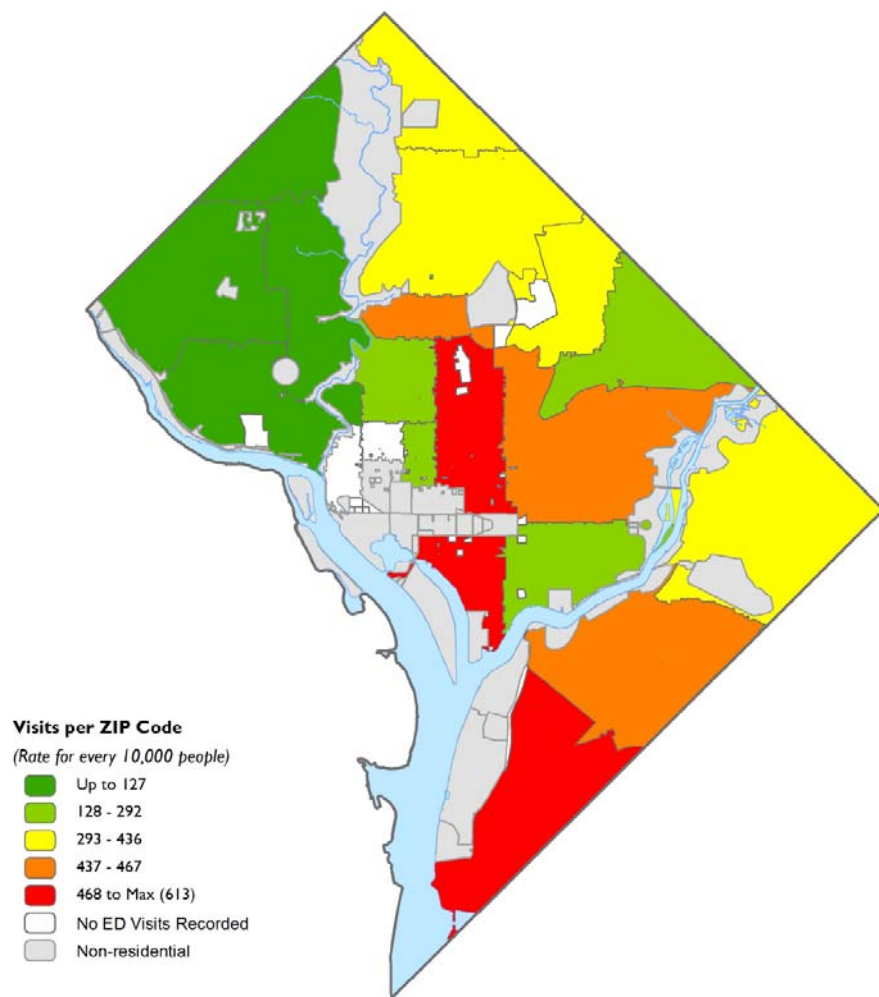 Visits per ZIP Code
(Rate for every 10,000 people)
Up to 127
128 - 292
293 - 436
437 - 467
468 to Max (613)
No ED Visits Recorded
Non-residential